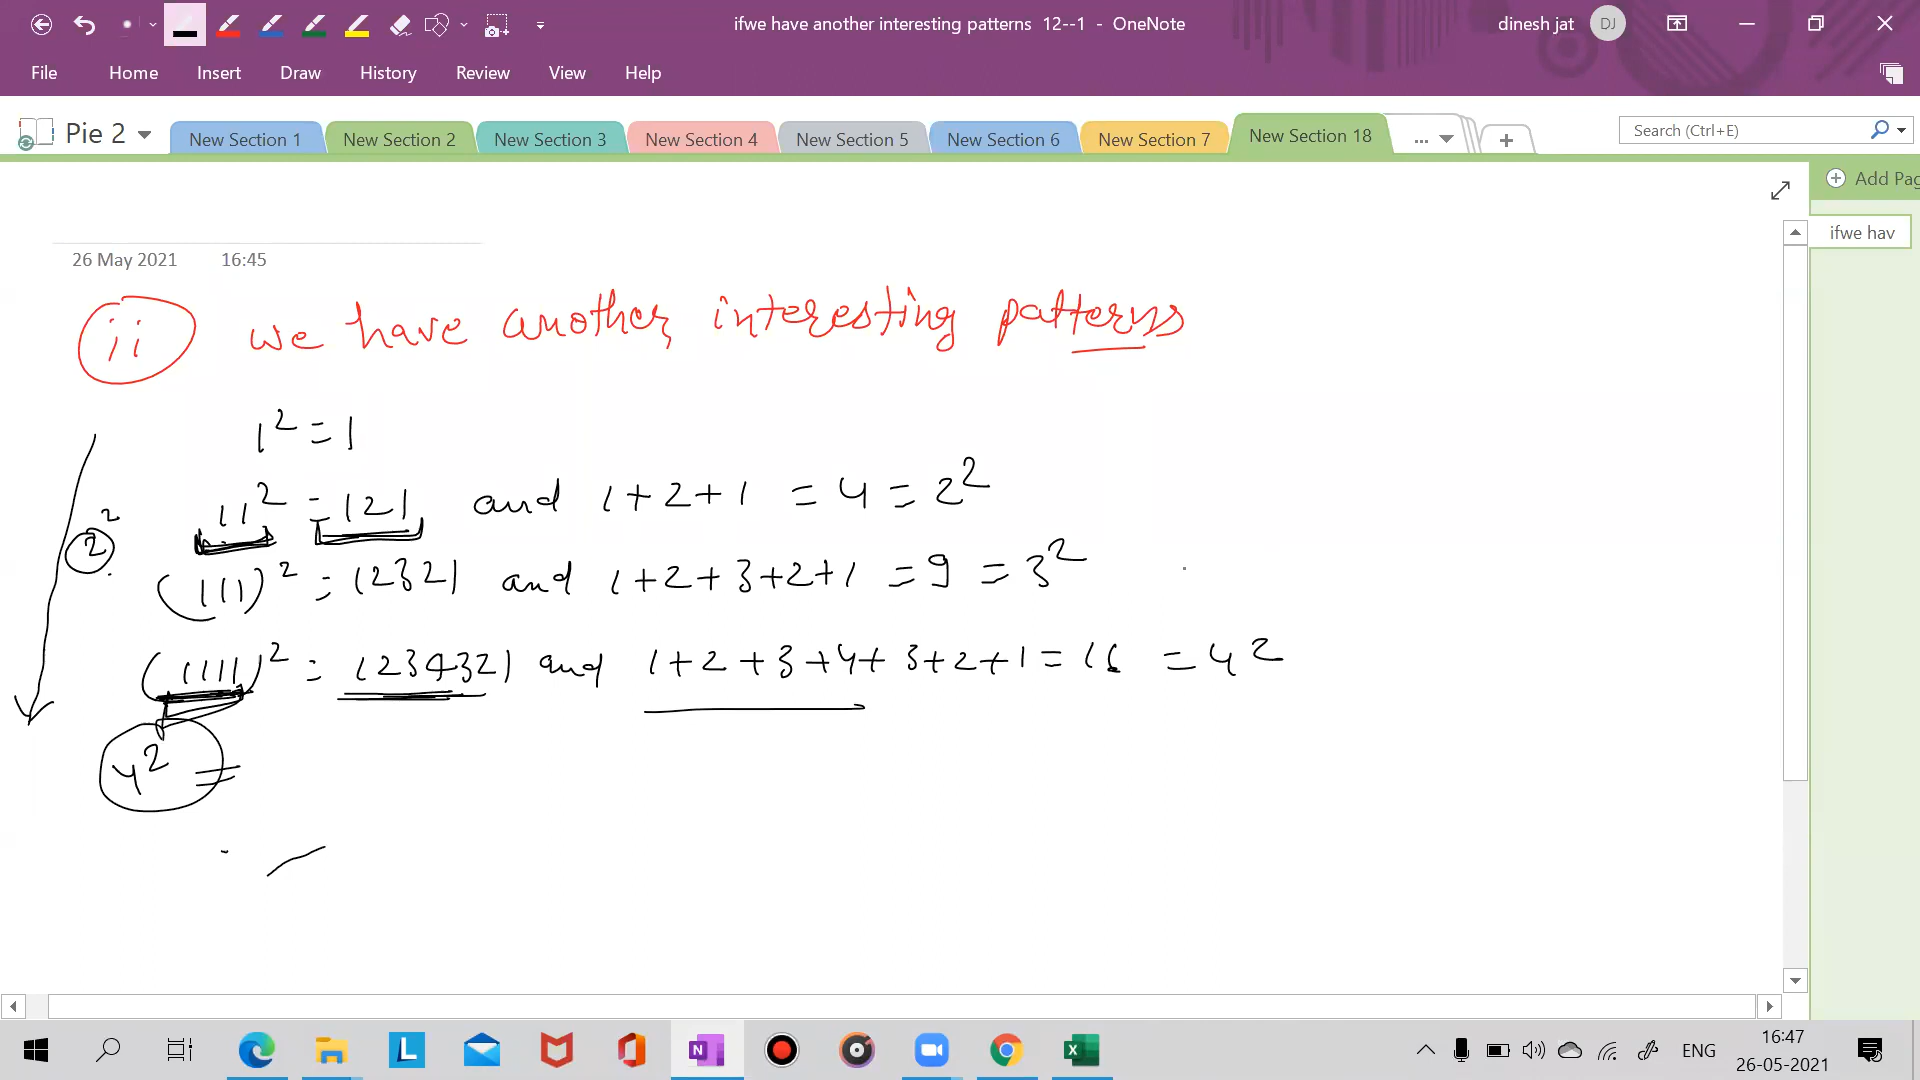 ifwe have another interesting patterns 12--1 - OneNote
dinesh jat
DJ
File Home Insert Draw History Review View Help
Pie 2
New Section 1 New Section 2 New Section 3 New Section 4 New Section 5 New Section 6 New Section 7 New Section 18 ...
Search (Ctrl+E)
Add Pag
ifwe hav
26 May 2021 16:45
ii we have another interesting patterns
1² = 1
11² = 121 and 1+2+1 = 4 = 2²
2²
(111)² = 12321 and 1+2+3+2+1 = 9 = 3²
(1111)² = 1234321 and 1+2+3+4+3+2+1 = 16 = 4²
4² =
ENG
16:47
26-05-2021